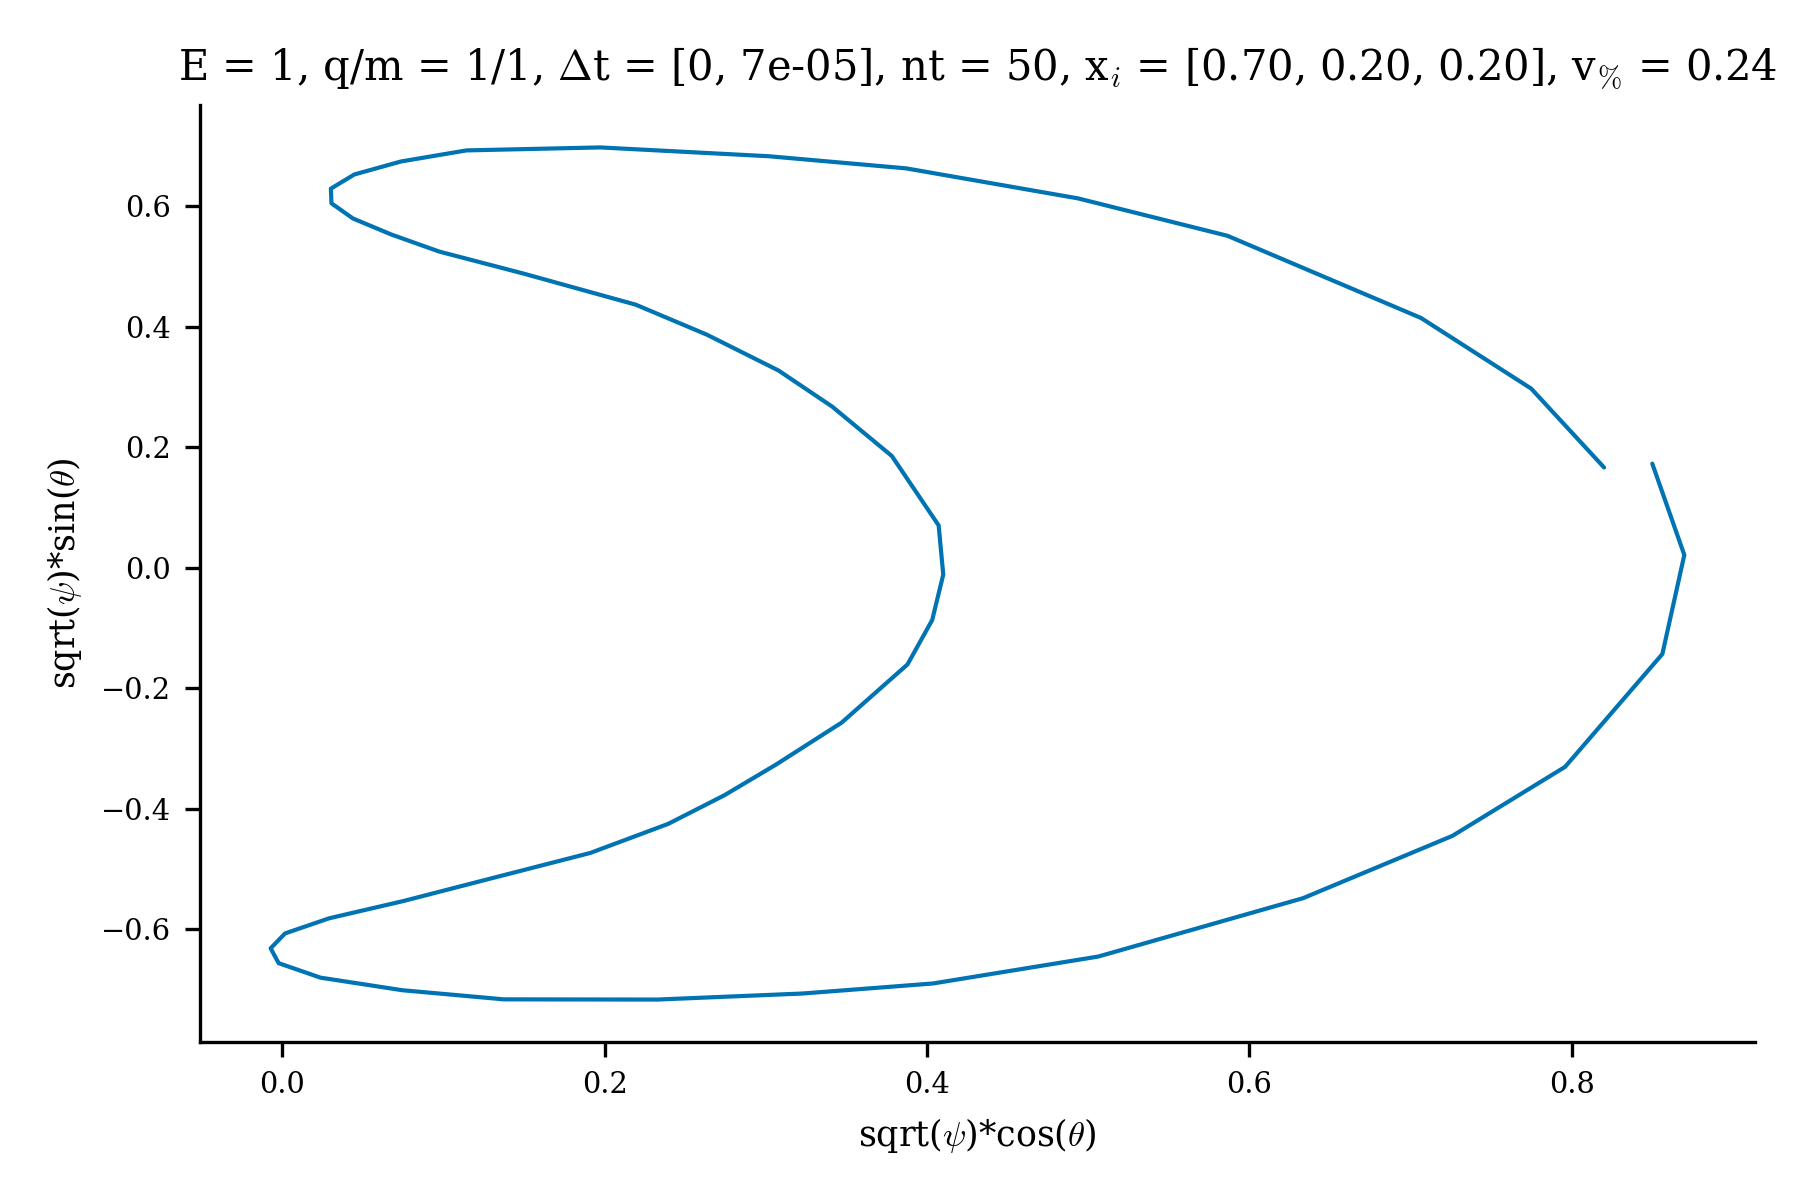 E = 1, q/m = 1/1, Δt = [0, 7e-05], nt = 50, xᵢ = [0.70, 0.20, 0.20], v% = 0.24
0.6
0.4
0.2
0.0
−0.2
−0.4
−0.6
sqrt(ψ)*sin(θ)
0.0 0.2 0.4 0.6 0.8
sqrt(ψ)*cos(θ)